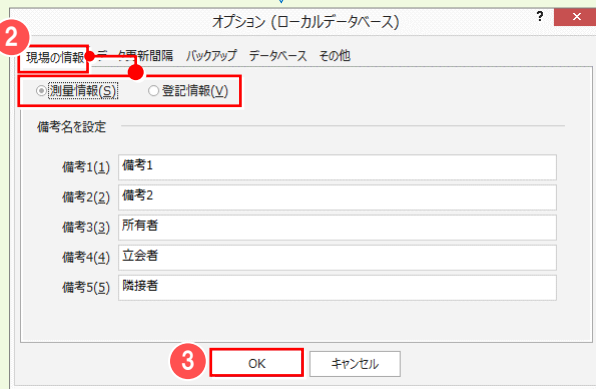 オプション (ローカルデータベース) ? ×
2
現場の情報 データ更新間隔 バックアップ データベース その他
測量情報(S) 登記情報(V)
備考名を設定
備考1(1) 備考1
備考2(2) 備考2
備考3(3) 所有者
備考4(4) 立会者
備考5(5) 隣接者
3 OK キャンセル